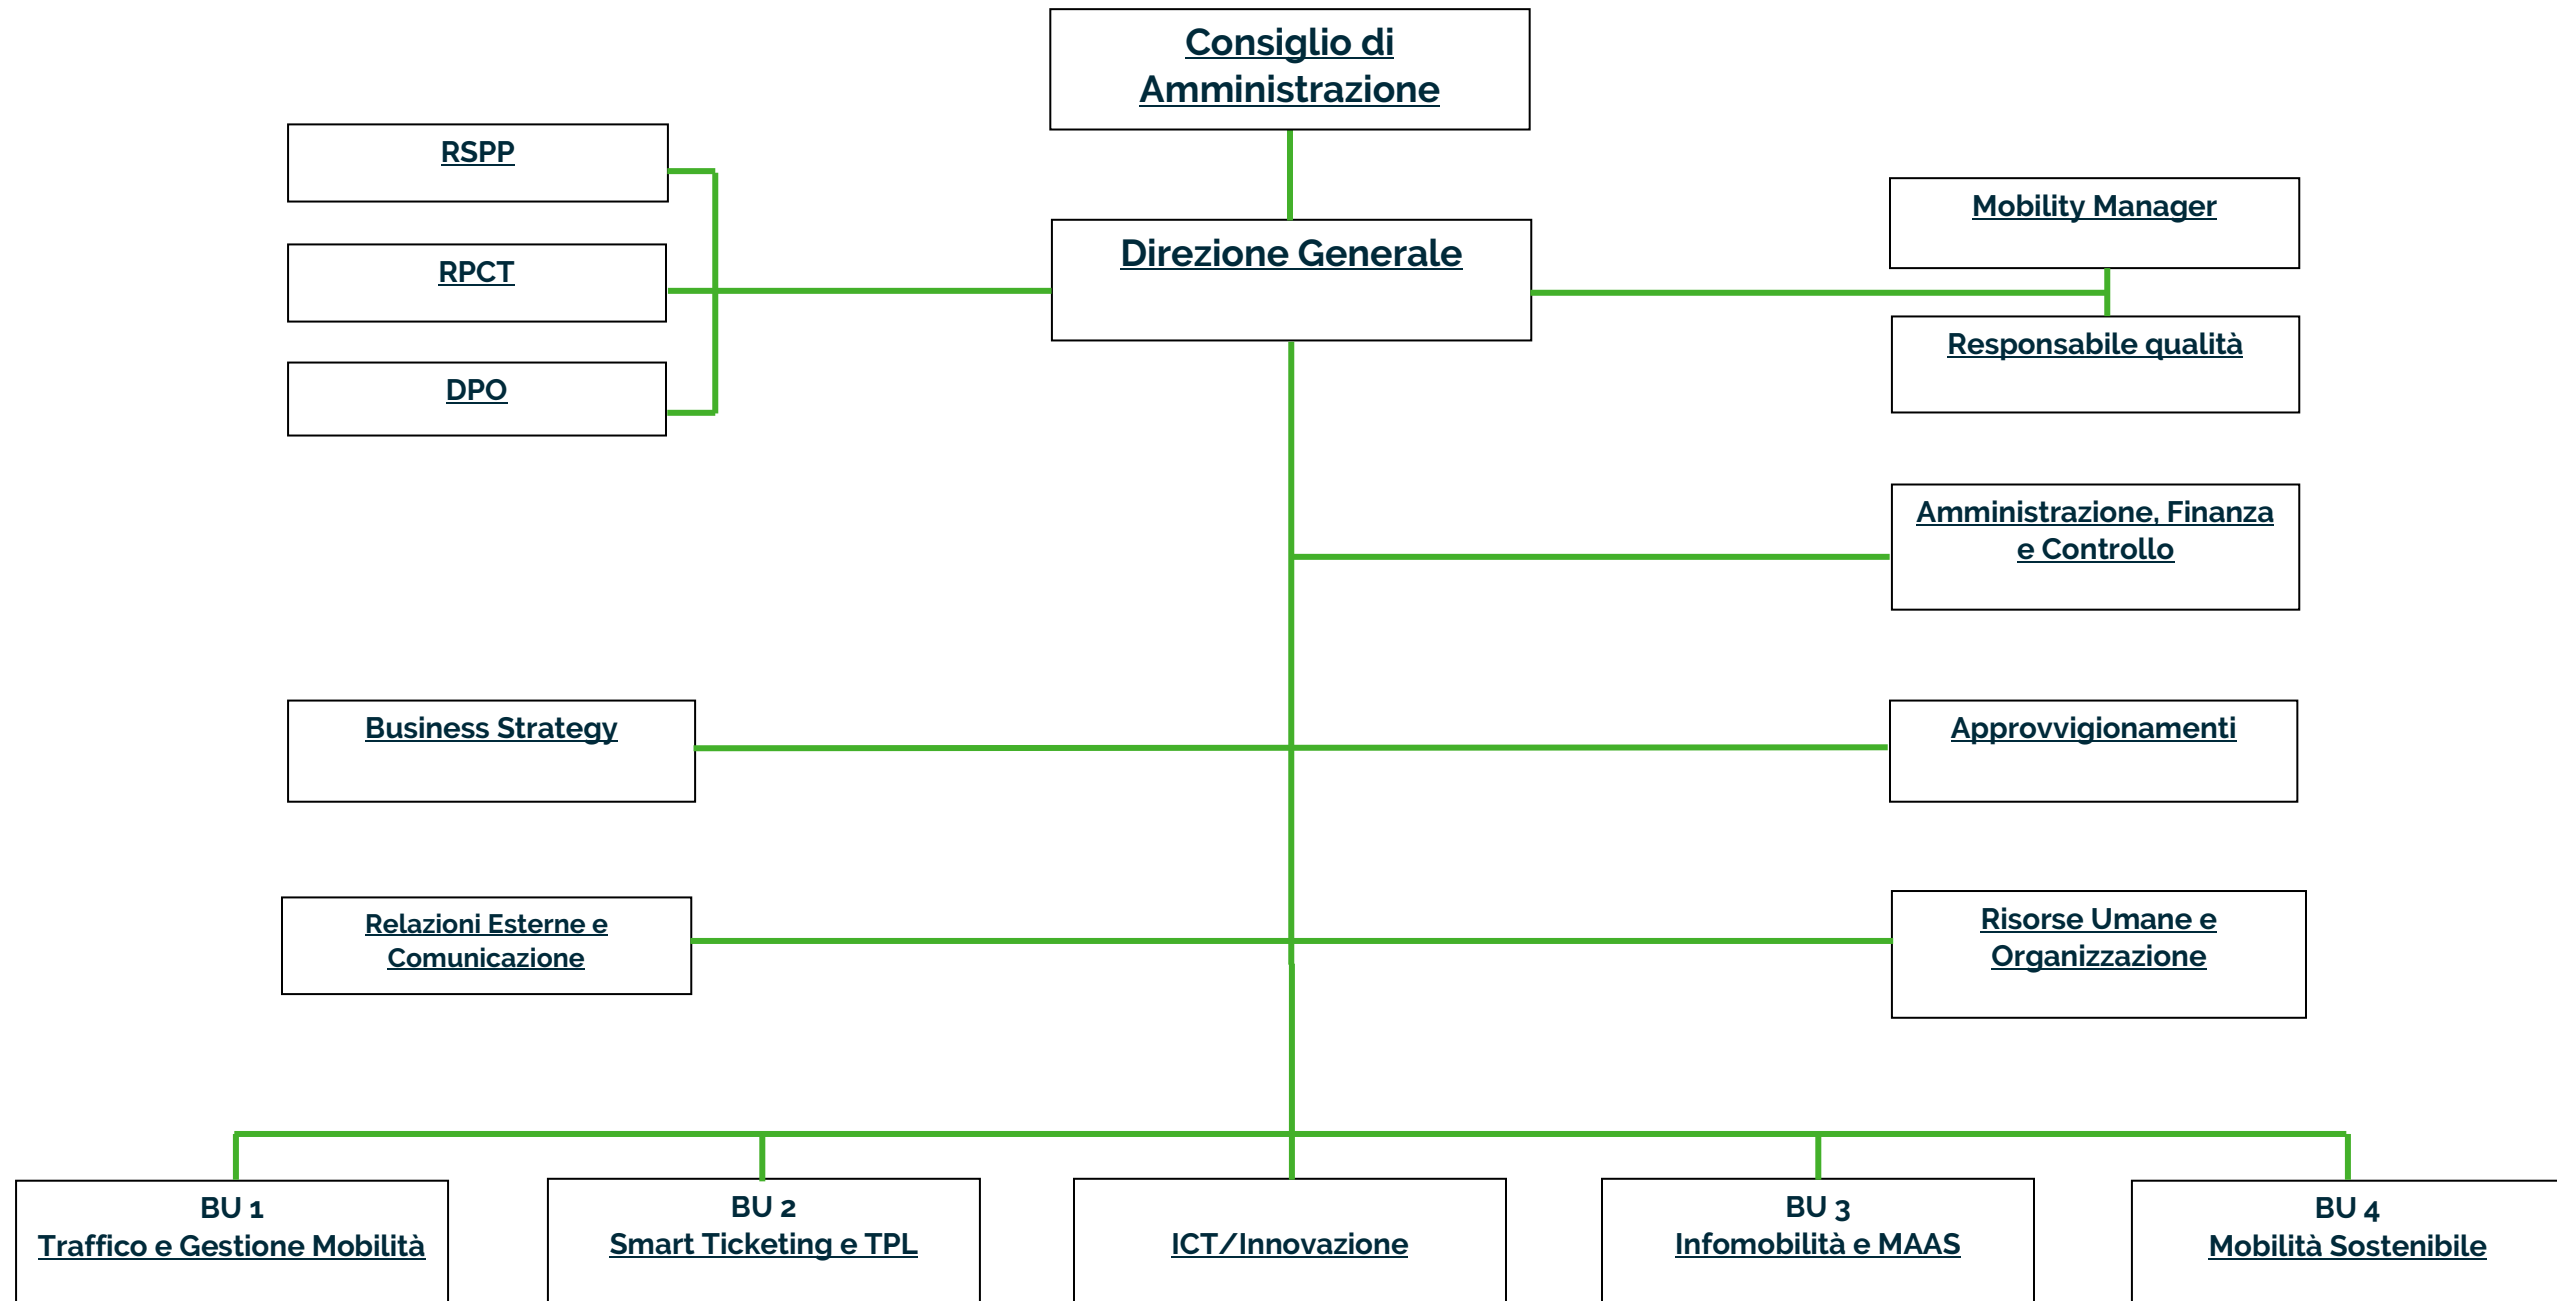 Consiglio di
Amministrazione
RSPP
Mobility Manager
Direzione Generale
RPCT
Responsabile qualità
DPO
Amministrazione, Finanza
e Controllo
Business Strategy
Approvvigionamenti
Relazioni Esterne e
Comunicazione
Risorse Umane e
Organizzazione
BU 1
Traffico e Gestione Mobilità
BU 2
Smart Ticketing e TPL
ICT/Innovazione
BU 3
Infomobilità e MAAS
BU 4
Mobilità Sostenibile